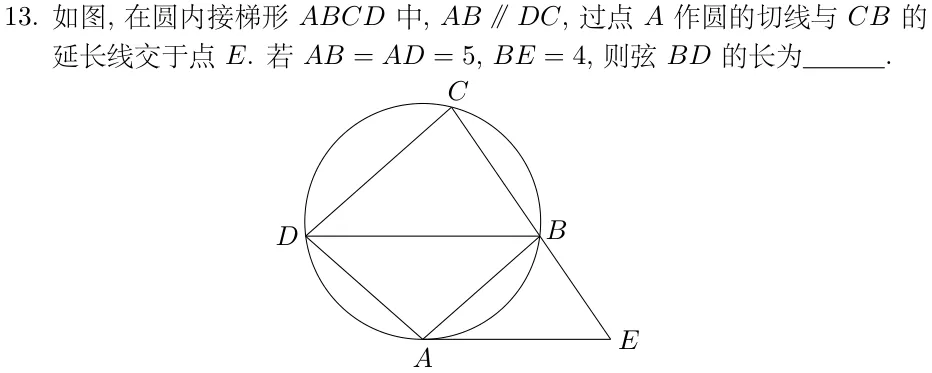 13. 如图, 在圆内接梯形 ABCD 中, AB ∥ DC, 过点 A 作圆的切线与 CB 的
延长线交于点 E. 若 AB = AD = 5, BE = 4, 则弦 BD 的长为______.
C
D
B
A
E